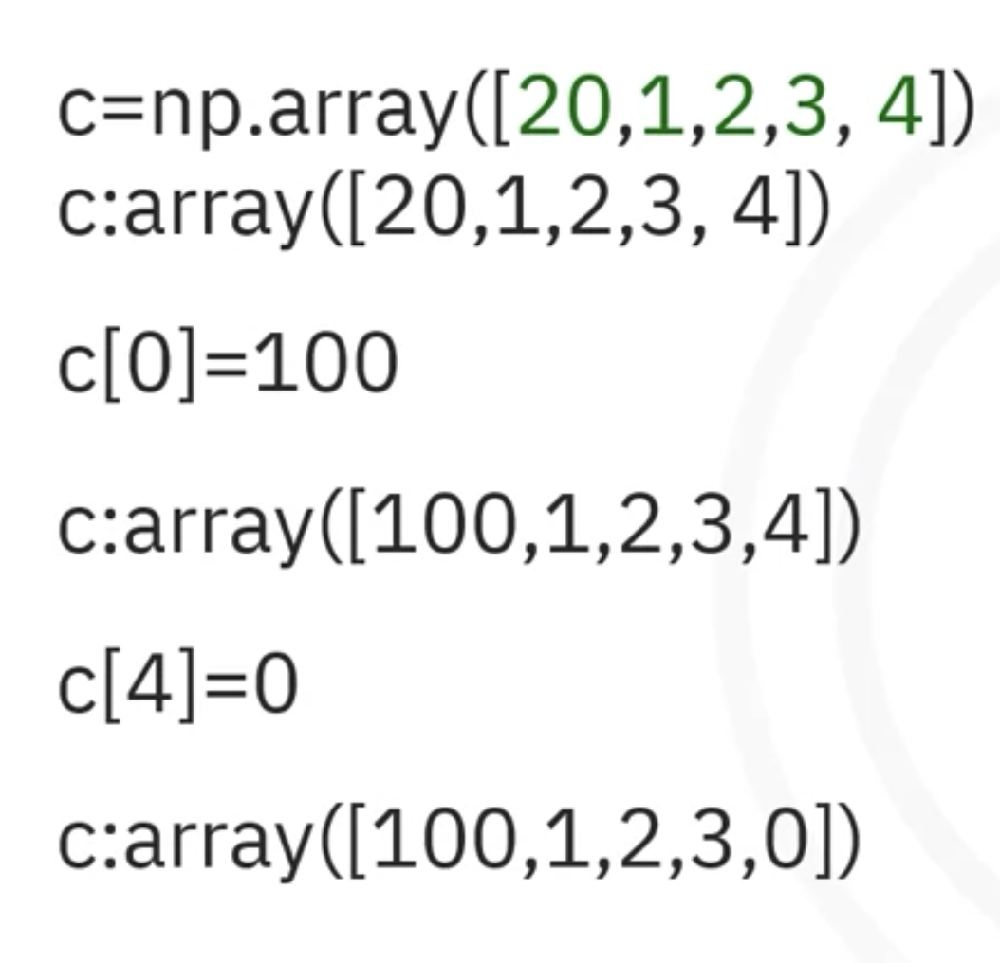 c=np.array([20,1,2,3, 4])
c:array([20,1,2,3, 4])
c[0]=100
c:array([100,1,2,3,4])
c[4]=0
c:array([100,1,2,3,0])